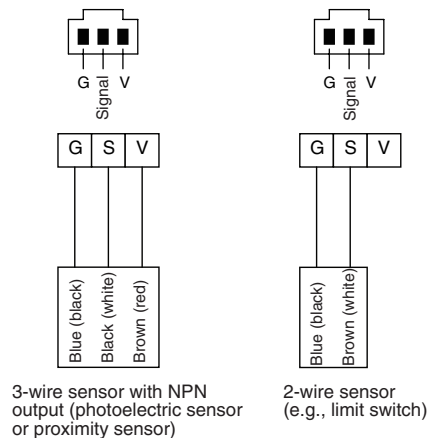 G Signal V
G Signal V
G S V
G S V
Blue (black)
Black (white)
Brown (red)
Blue (black)
Brown (white)
3-wire sensor with NPN
output (photoelectric sensor
or proximity sensor)
2-wire sensor
(e.g., limit switch)